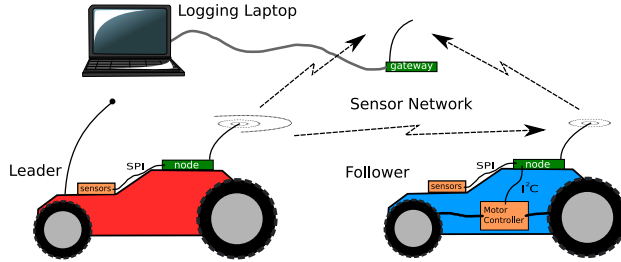 Logging Laptop
gateway
Sensor Network
Leader
SPI
node
sensors
Follower
SPI
node
sensors
I²C
Motor
Controller